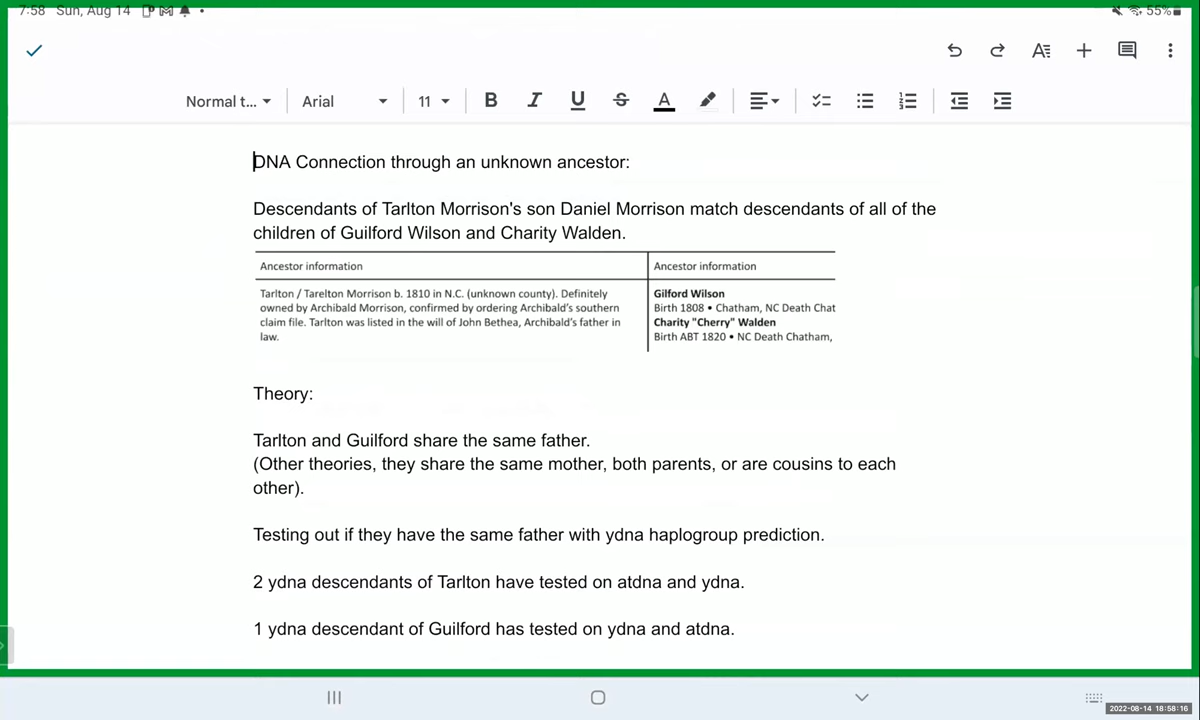 7:58 Sun, Aug 14
55%
Normal t...
Arial
11
DNA Connection through an unknown ancestor:
Descendants of Tarlton Morrison's son Daniel Morrison match descendants of all of the
children of Guilford Wilson and Charity Walden.
Ancestor information
Ancestor information
Tarlton / Tarelton Morrison b. 1810 in N.C. (unknown county). Definitely
owned by Archibald Morrison, confirmed by ordering Archibald's southern
claim file. Tarlton was listed in the will of John Bethea, Archibald's father in
law.
Gilford Wilson
Birth 1808 • Chatham, NC Death Chat
Charity "Cherry" Walden
Birth ABT 1820 • NC Death Chatham,
Theory:
Tarlton and Guilford share the same father.
(Other theories, they share the same mother, both parents, or are cousins to each
other).
Testing out if they have the same father with ydna haplogroup prediction.
2 ydna descendants of Tarlton have tested on atdna and ydna.
1 ydna descendant of Guilford has tested on ydna and atdna.
2022-08-14 18:58:16